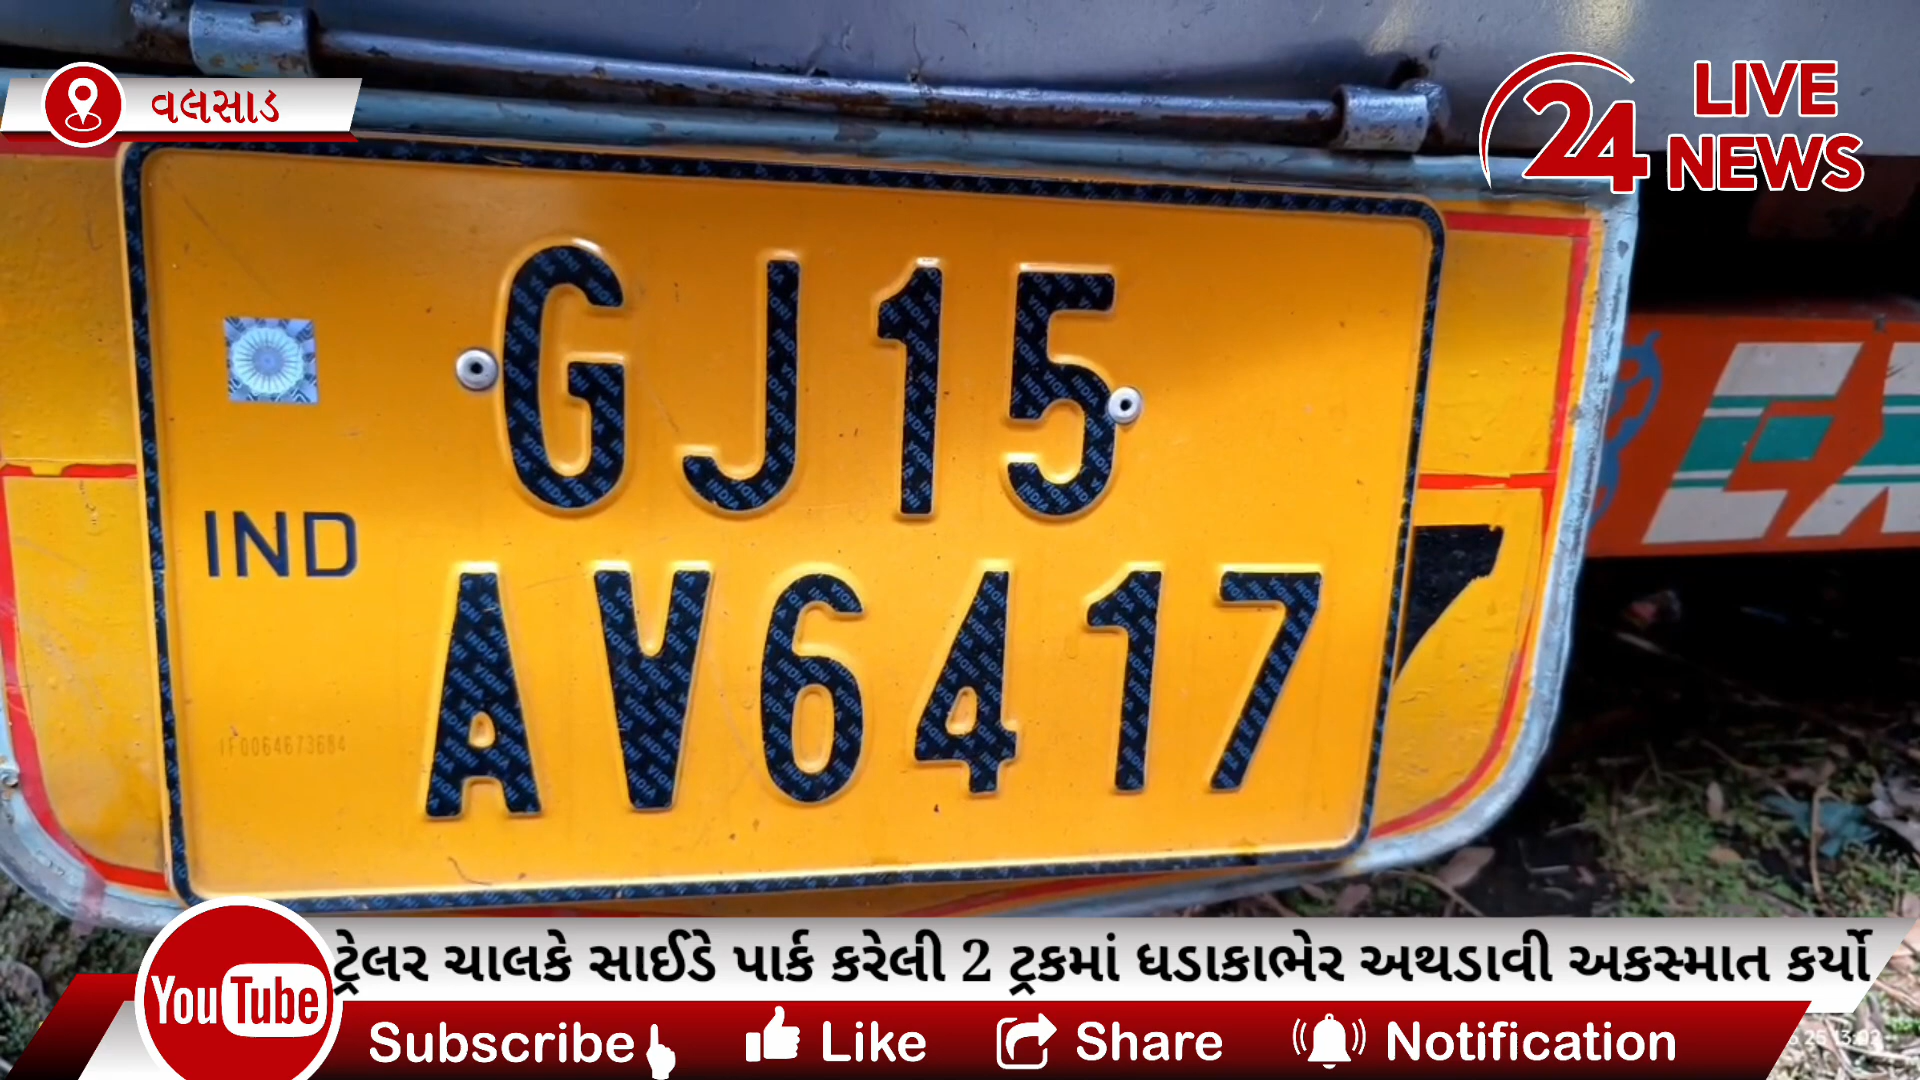 વલસાડ
24 LIVE
NEWS
GJ15
IND
AV6417
1F0064673684
ટ્રેલર ચાલકે સાઈડે પાર્ક કરેલી 2 ટ્રકમાં ધડાકાભેર અથડાવી અકસ્માત કર્યો
YouTube
Subscribe Like Share Notification